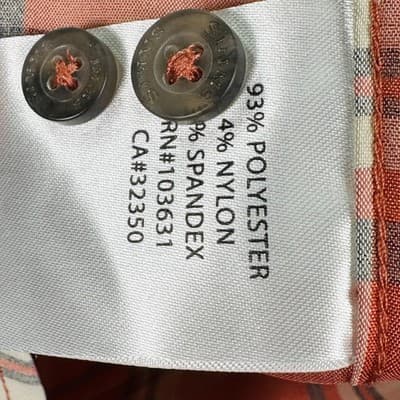 93% POLYESTER
4% NYLON
% SPANDEX
RN#103631
CA#32350